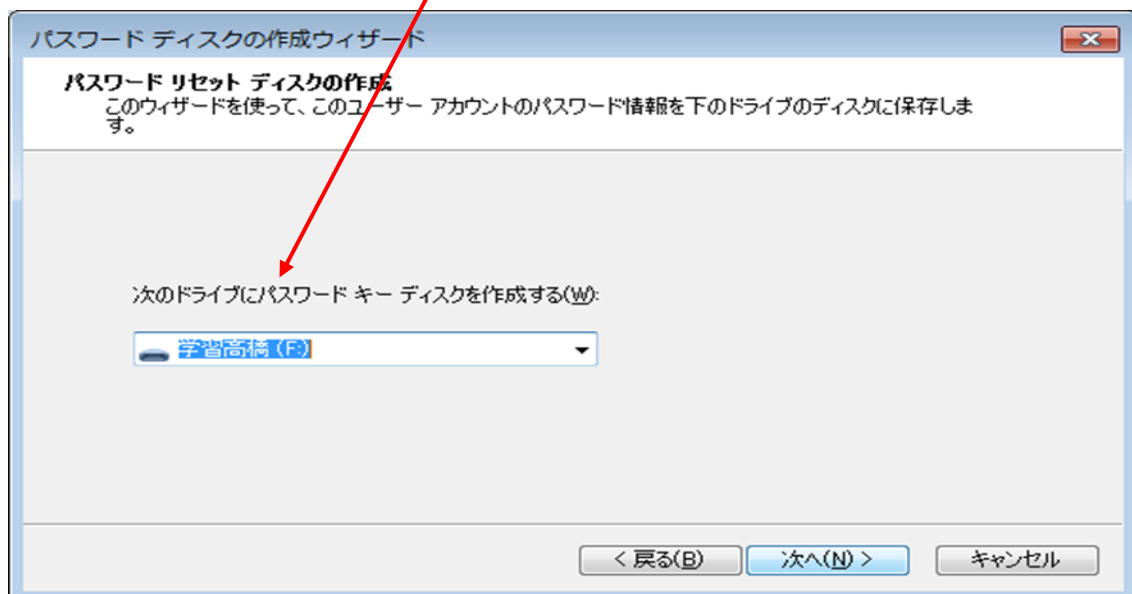 パスワード ディスクの作成ウィザード
パスワード リセット ディスクの作成
このウィザードを使って、このユーザー アカウントのパスワード情報を下のドライブのディスクに保存しま
す。
次のドライブにパスワード キー ディスクを作成する(W):
学習高橋 (F:)
< 戻る(B)
次へ(N) >
キャンセル